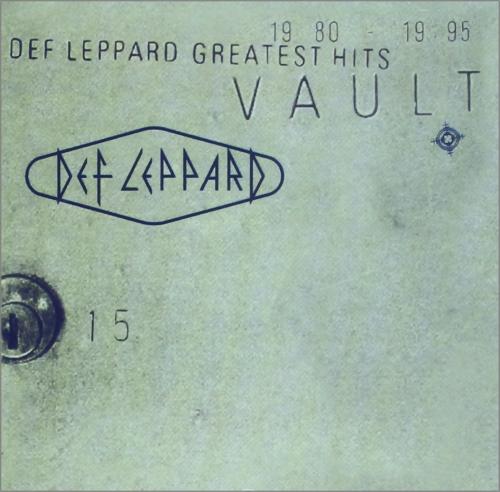 19 80 - 19 95
DEF LEPPARD GREATEST HITS
VAULT
DEF LEPPARD
15